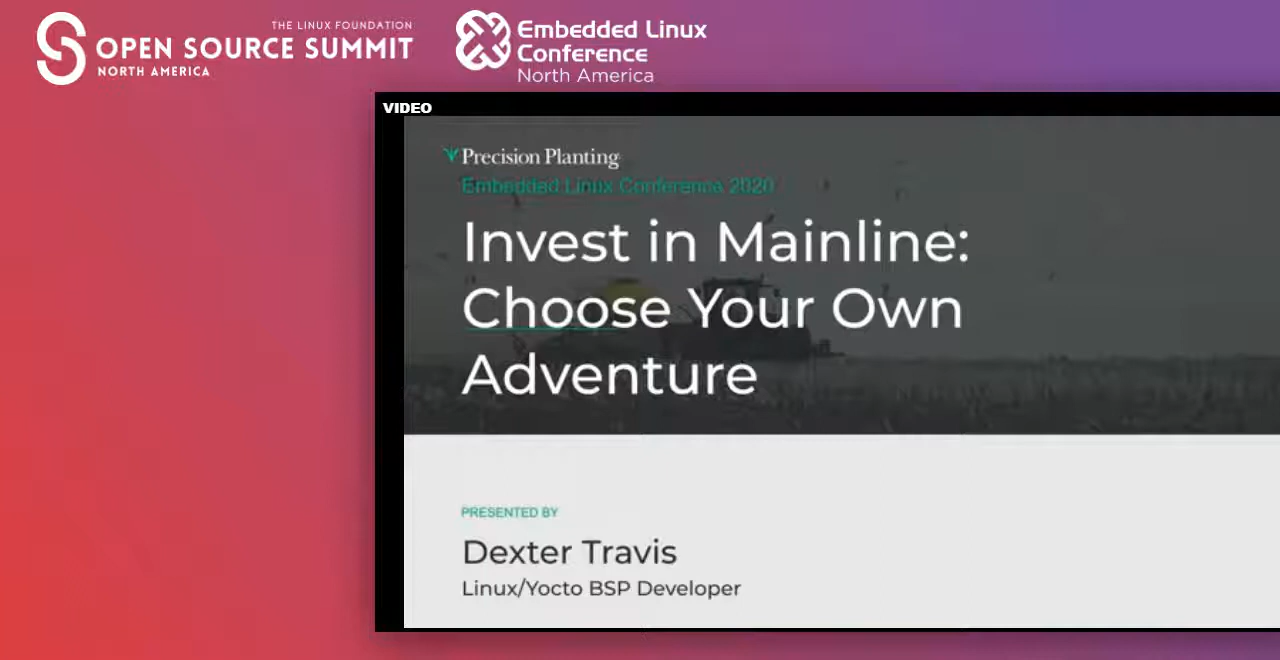 THE LINUX FOUNDATION
OPEN SOURCE SUMMIT
NORTH AMERICA
Embedded Linux
Conference
North America
VIDEO
Precision Planting
Embedded Linux Conference 2020
Invest in Mainline:
Choose Your Own
Adventure
PRESENTED BY
Dexter Travis
Linux/Yocto BSP Developer